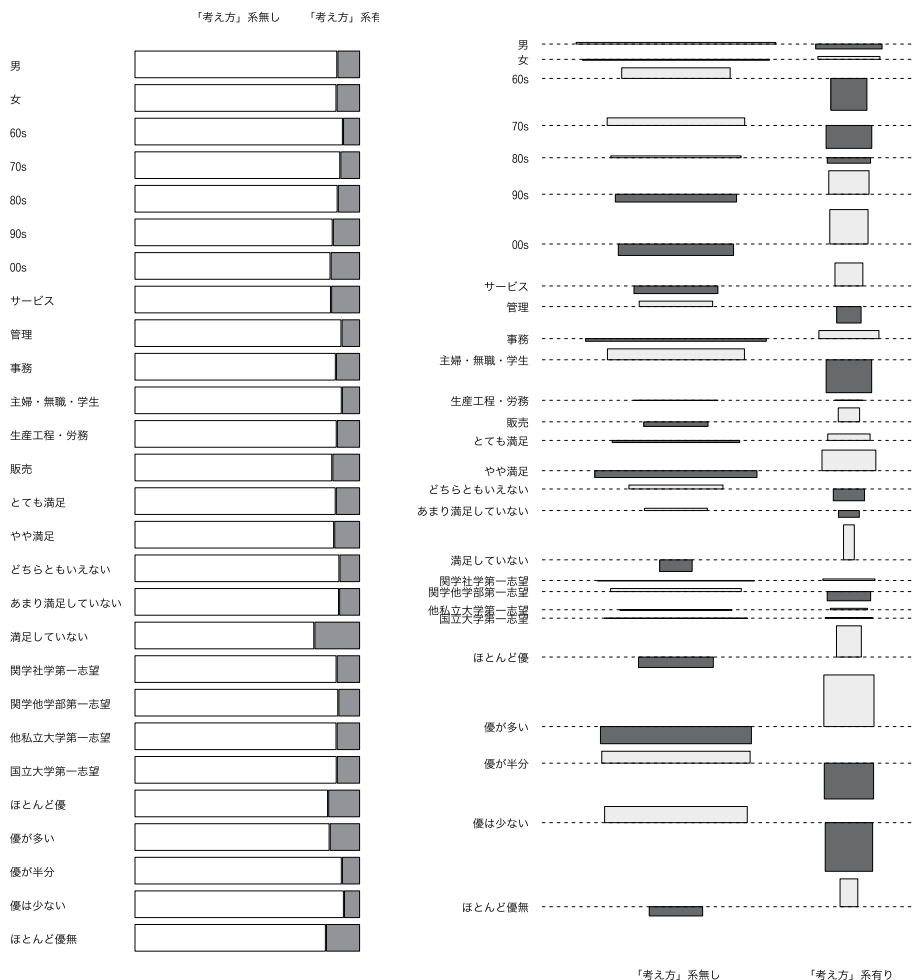 「考え方」系無し 「考え方」系有
男
女
60s
70s
80s
90s
00s
サービス
管理
事務
主婦・無職・学生
生産工程・労務
販売
とても満足
やや満足
どちらともいえない
あまり満足していない
満足していない
関学社学第一志望
関学他学部第一志望
他私立大学第一志望
国立大学第一志望
ほとんど優
優が多い
優が半分
優は少ない
ほとんど優無
男
女
60s
70s
80s
90s
00s
サービス
管理
事務
主婦・無職・学生
生産工程・労務
販売
とても満足
やや満足
どちらともいえない
あまり満足していない
満足していない
関学社学第一志望
関学他学部第一志望
他私立大学第一志望
国立大学第一志望
ほとんど優
優が多い
優が半分
優は少ない
ほとんど優無
「考え方」系無し 「考え方」系有り